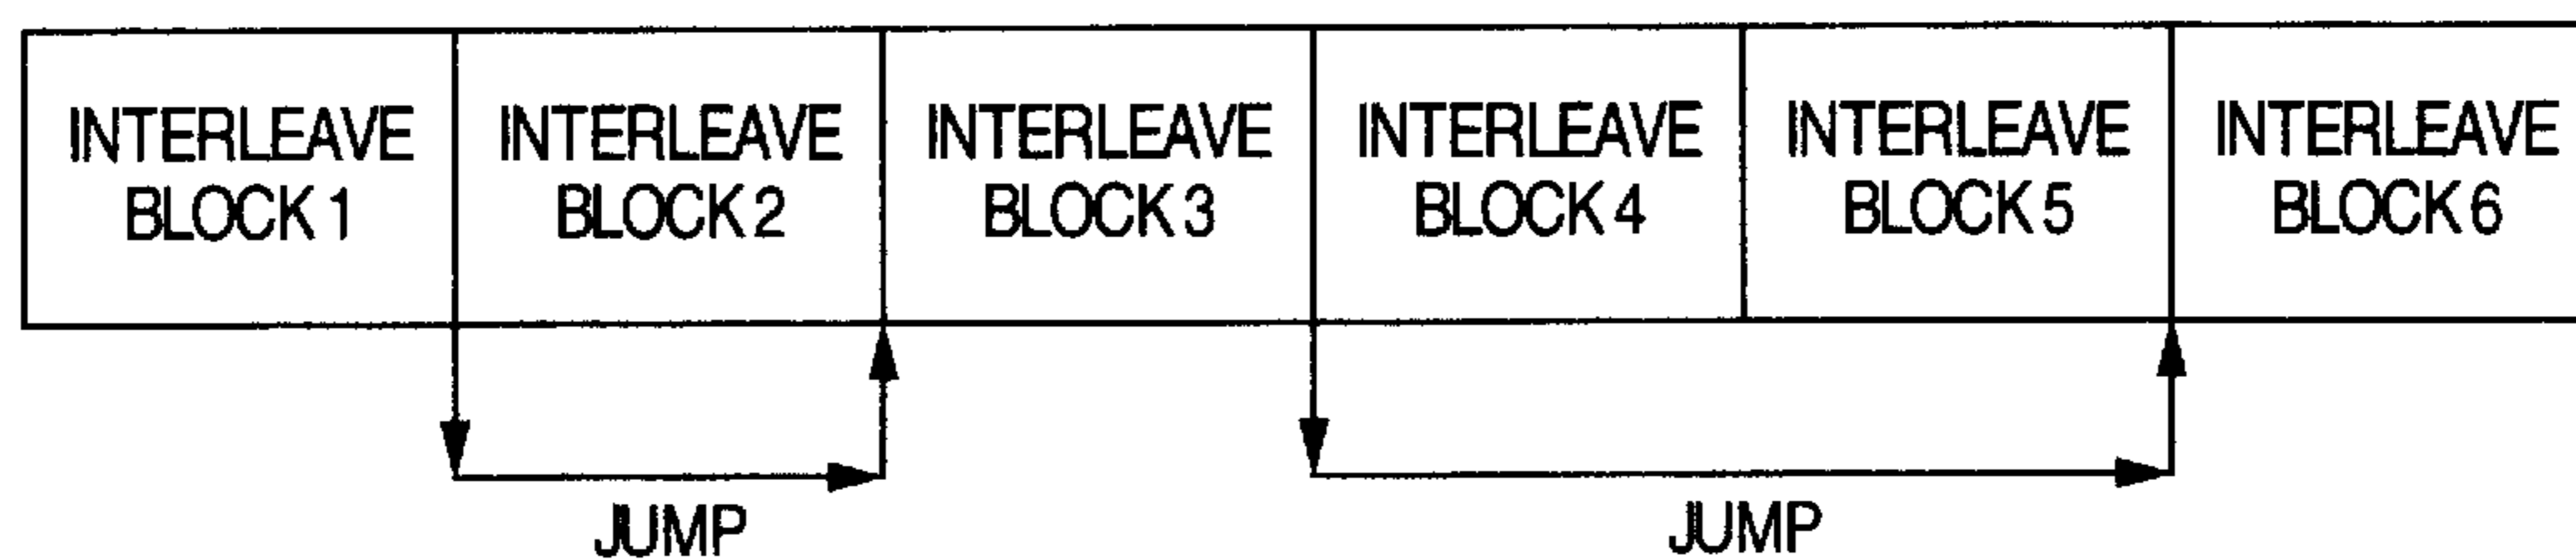 INTERLEAVE
BLOCK 1
INTERLEAVE
BLOCK 2
INTERLEAVE
BLOCK 3
INTERLEAVE
BLOCK 4
INTERLEAVE
BLOCK 5
INTERLEAVE
BLOCK 6
JUMP
JUMP